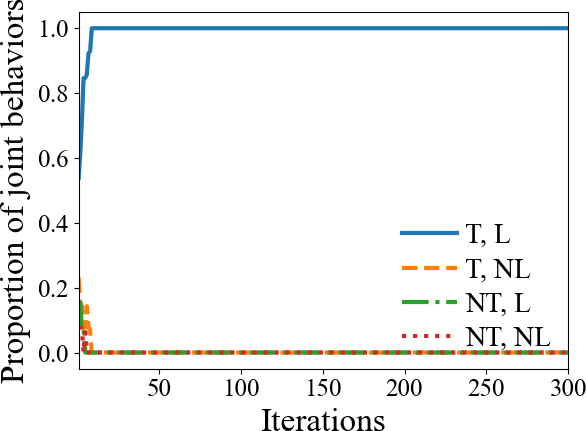 Proportion of joint behaviors
1.0
0.8
0.6
0.4
0.2
0.0
T, L
T, NL
NT, L
NT, NL
50 100 150 200 250 300
Iterations